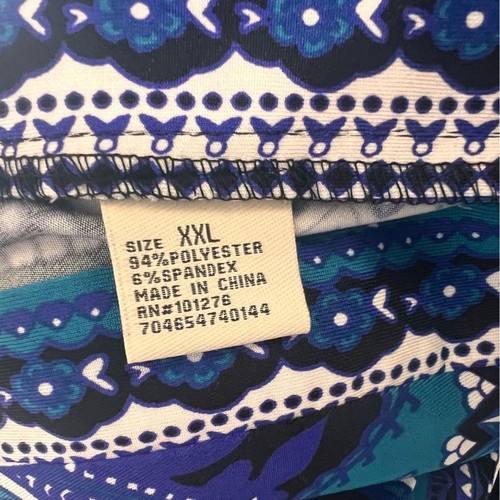 SIZE XXL
94%POLYESTER
6%SPANDEX
MADE IN CHINA
RN#101276
704654740144